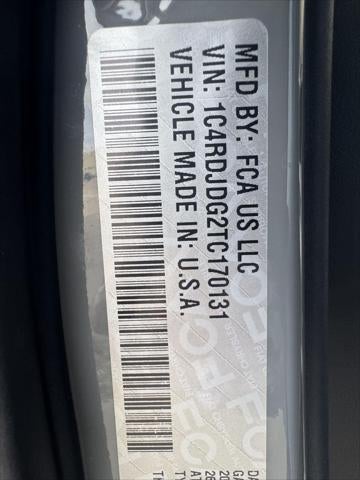 MFD BY: FCA US LLC
VIN: 1C4RDJDG2TC170131
VEHICLE MADE IN: U.S.A.